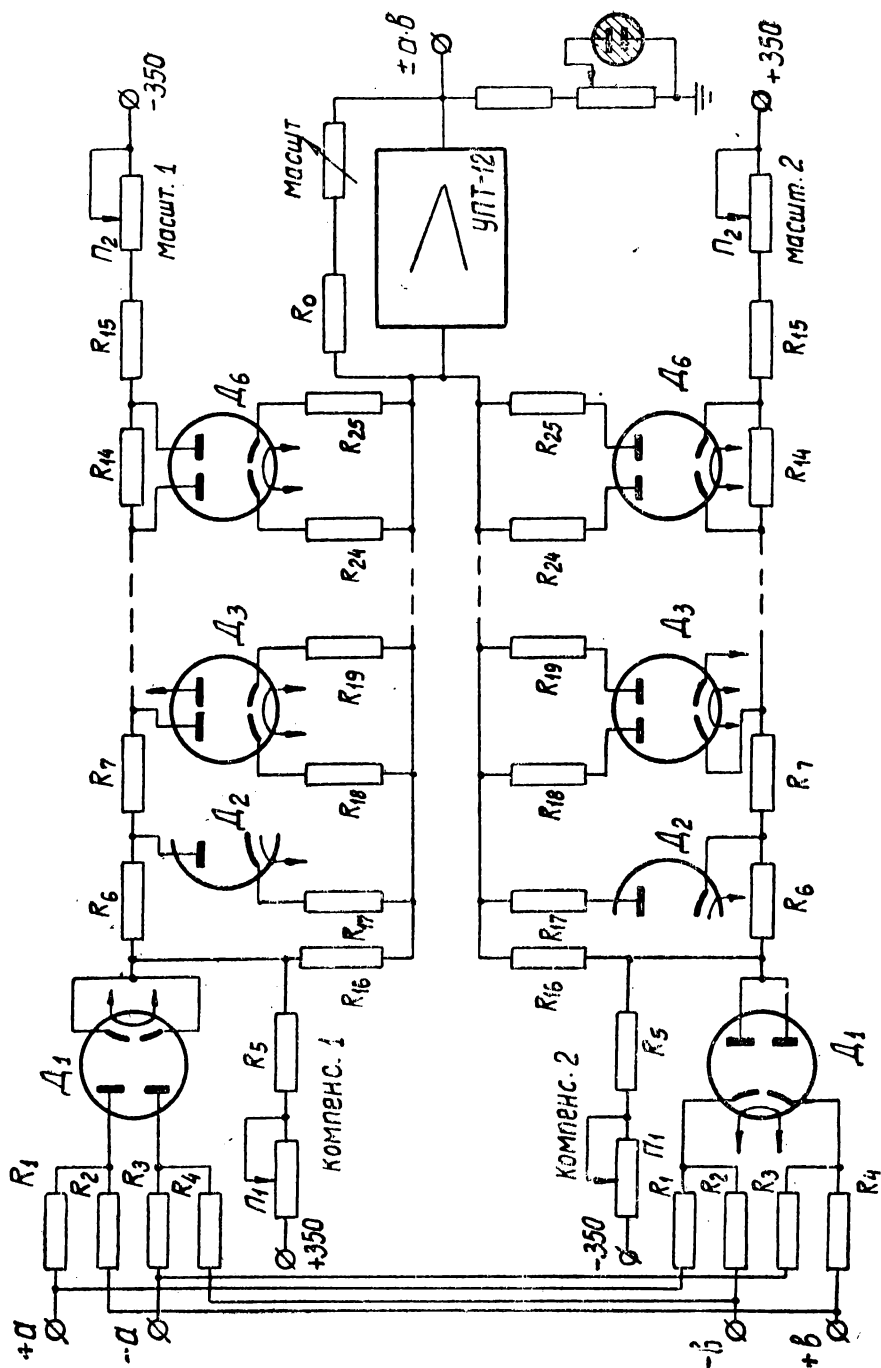 +a
-a
-в
+в
R1
R2
R3
R4
Д1
П1
+350
компенс. 1
R5
R16
R6
R7
Д2
Д3
R17
R18
R19
R14
Д6
R24
R25
R15
П2
масшт. 1
-350
R0
масшт
УПТ-12
±a·в
R16
R17
R18
R19
R24
R25
компенс. 2
-350
П1
R5
R1
R2
R3
R4
Д1
Д2
Д3
Д6
R6
R7
R14
R15
П2
масшт. 2
+350